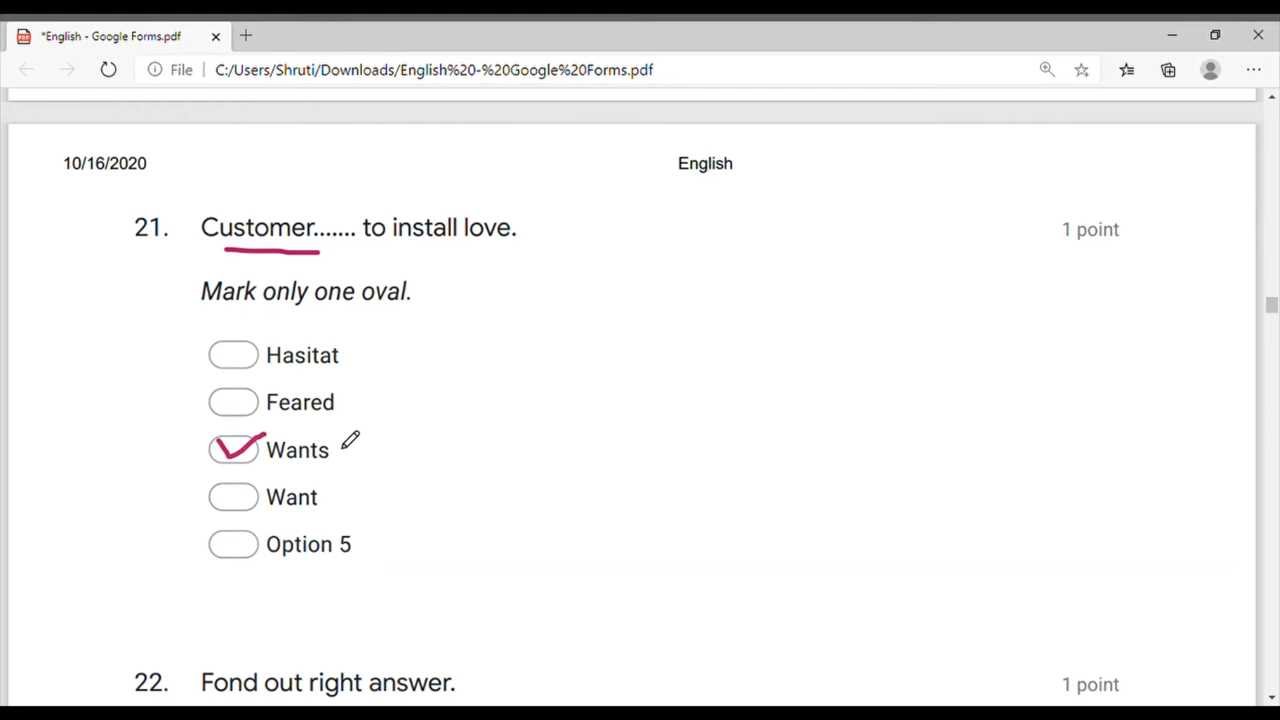 *English - Google Forms.pdf
File | C:/Users/Shruti/Downloads/English%20-%20Google%20Forms.pdf
10/16/2020 English
21. Customer....... to install love. 1 point
Mark only one oval.
Hasitat
Feared
Wants
Want
Option 5
22. Fond out right answer. 1 point